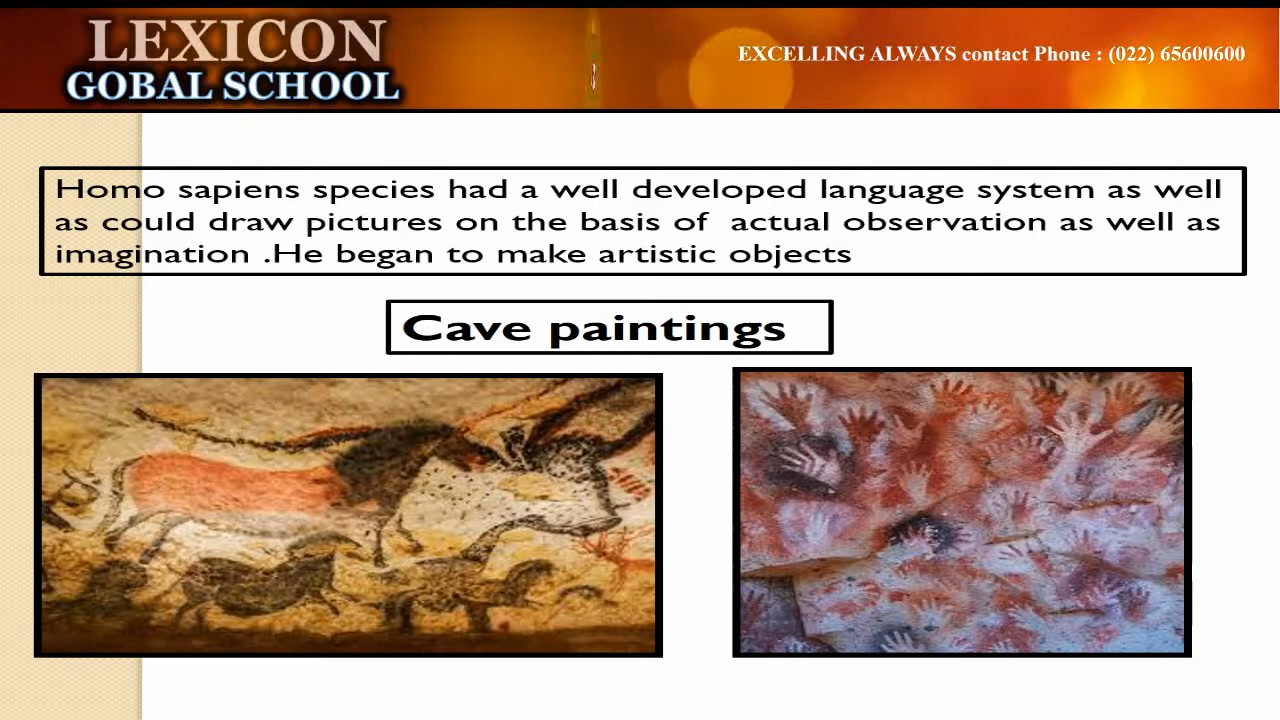 LEXICON
GOBAL SCHOOL
EXCELLING ALWAYS contact Phone : (022) 65600600
Homo sapiens species had a well developed language system as well
as could draw pictures on the basis of actual observation as well as
imagination .He began to make artistic objects
Cave paintings